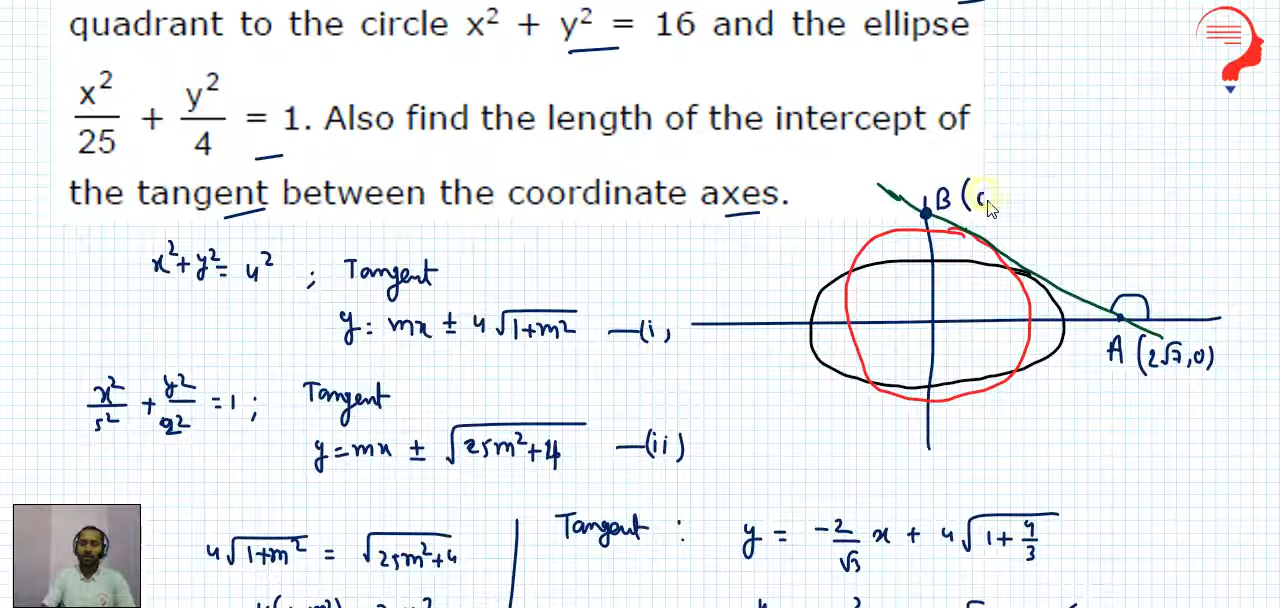 quadrant to the circle x² + y² = 16 and the ellipse
x²/25 + y²/4 = 1. Also find the length of the intercept of
the tangent between the coordinate axes.
B (
x²+y²= 4² ; Tangent
y = mx ± 4√(1+m²) —(i)
A (2√7,0)
x²/5² + y²/2² = 1 ; Tangent
y = mx ± √(25m²+4) —(ii)
Tangent : y = -2/√3 x + 4√(1+4/3)
4√(1+m²) = √(25m²+4)